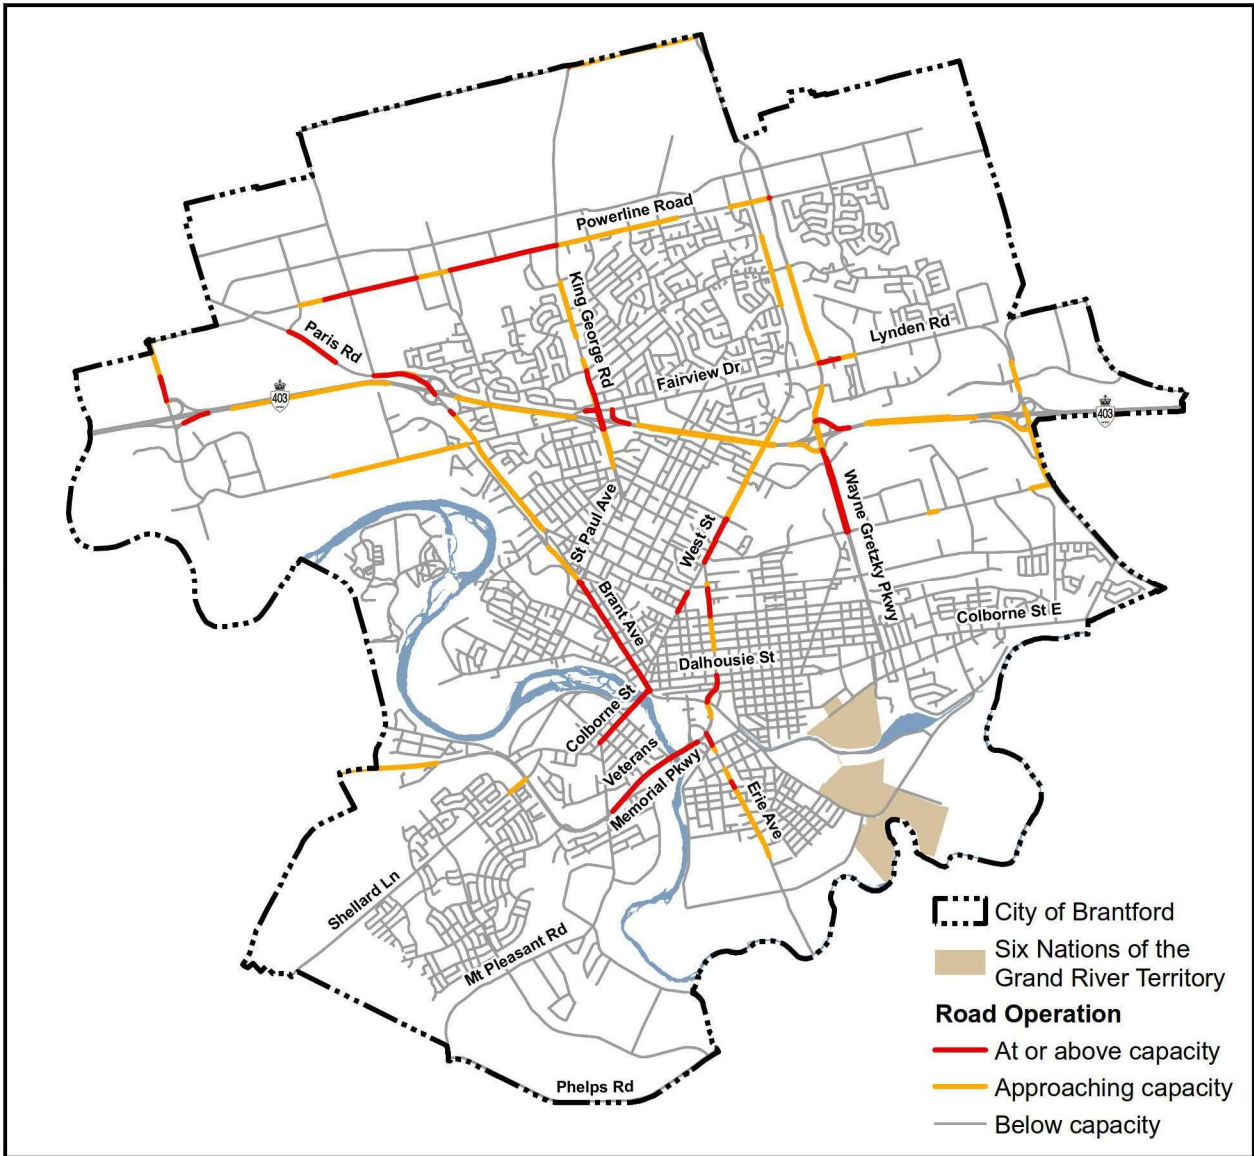 Powerline Road
King George Rd
Paris Rd
Lynden Rd
Fairview Dr
403
403
Wayne Gretzky Pkwy
St Paul Ave
West St
Brant Ave
Colborne St E
Dalhousie St
Colborne St
Veterans
Memorial Pkwy
Erie Ave
Shellard Ln
Mt Pleasant Rd
Phelps Rd
City of Brantford
Six Nations of the
Grand River Territory
Road Operation
At or above capacity
Approaching capacity
Below capacity